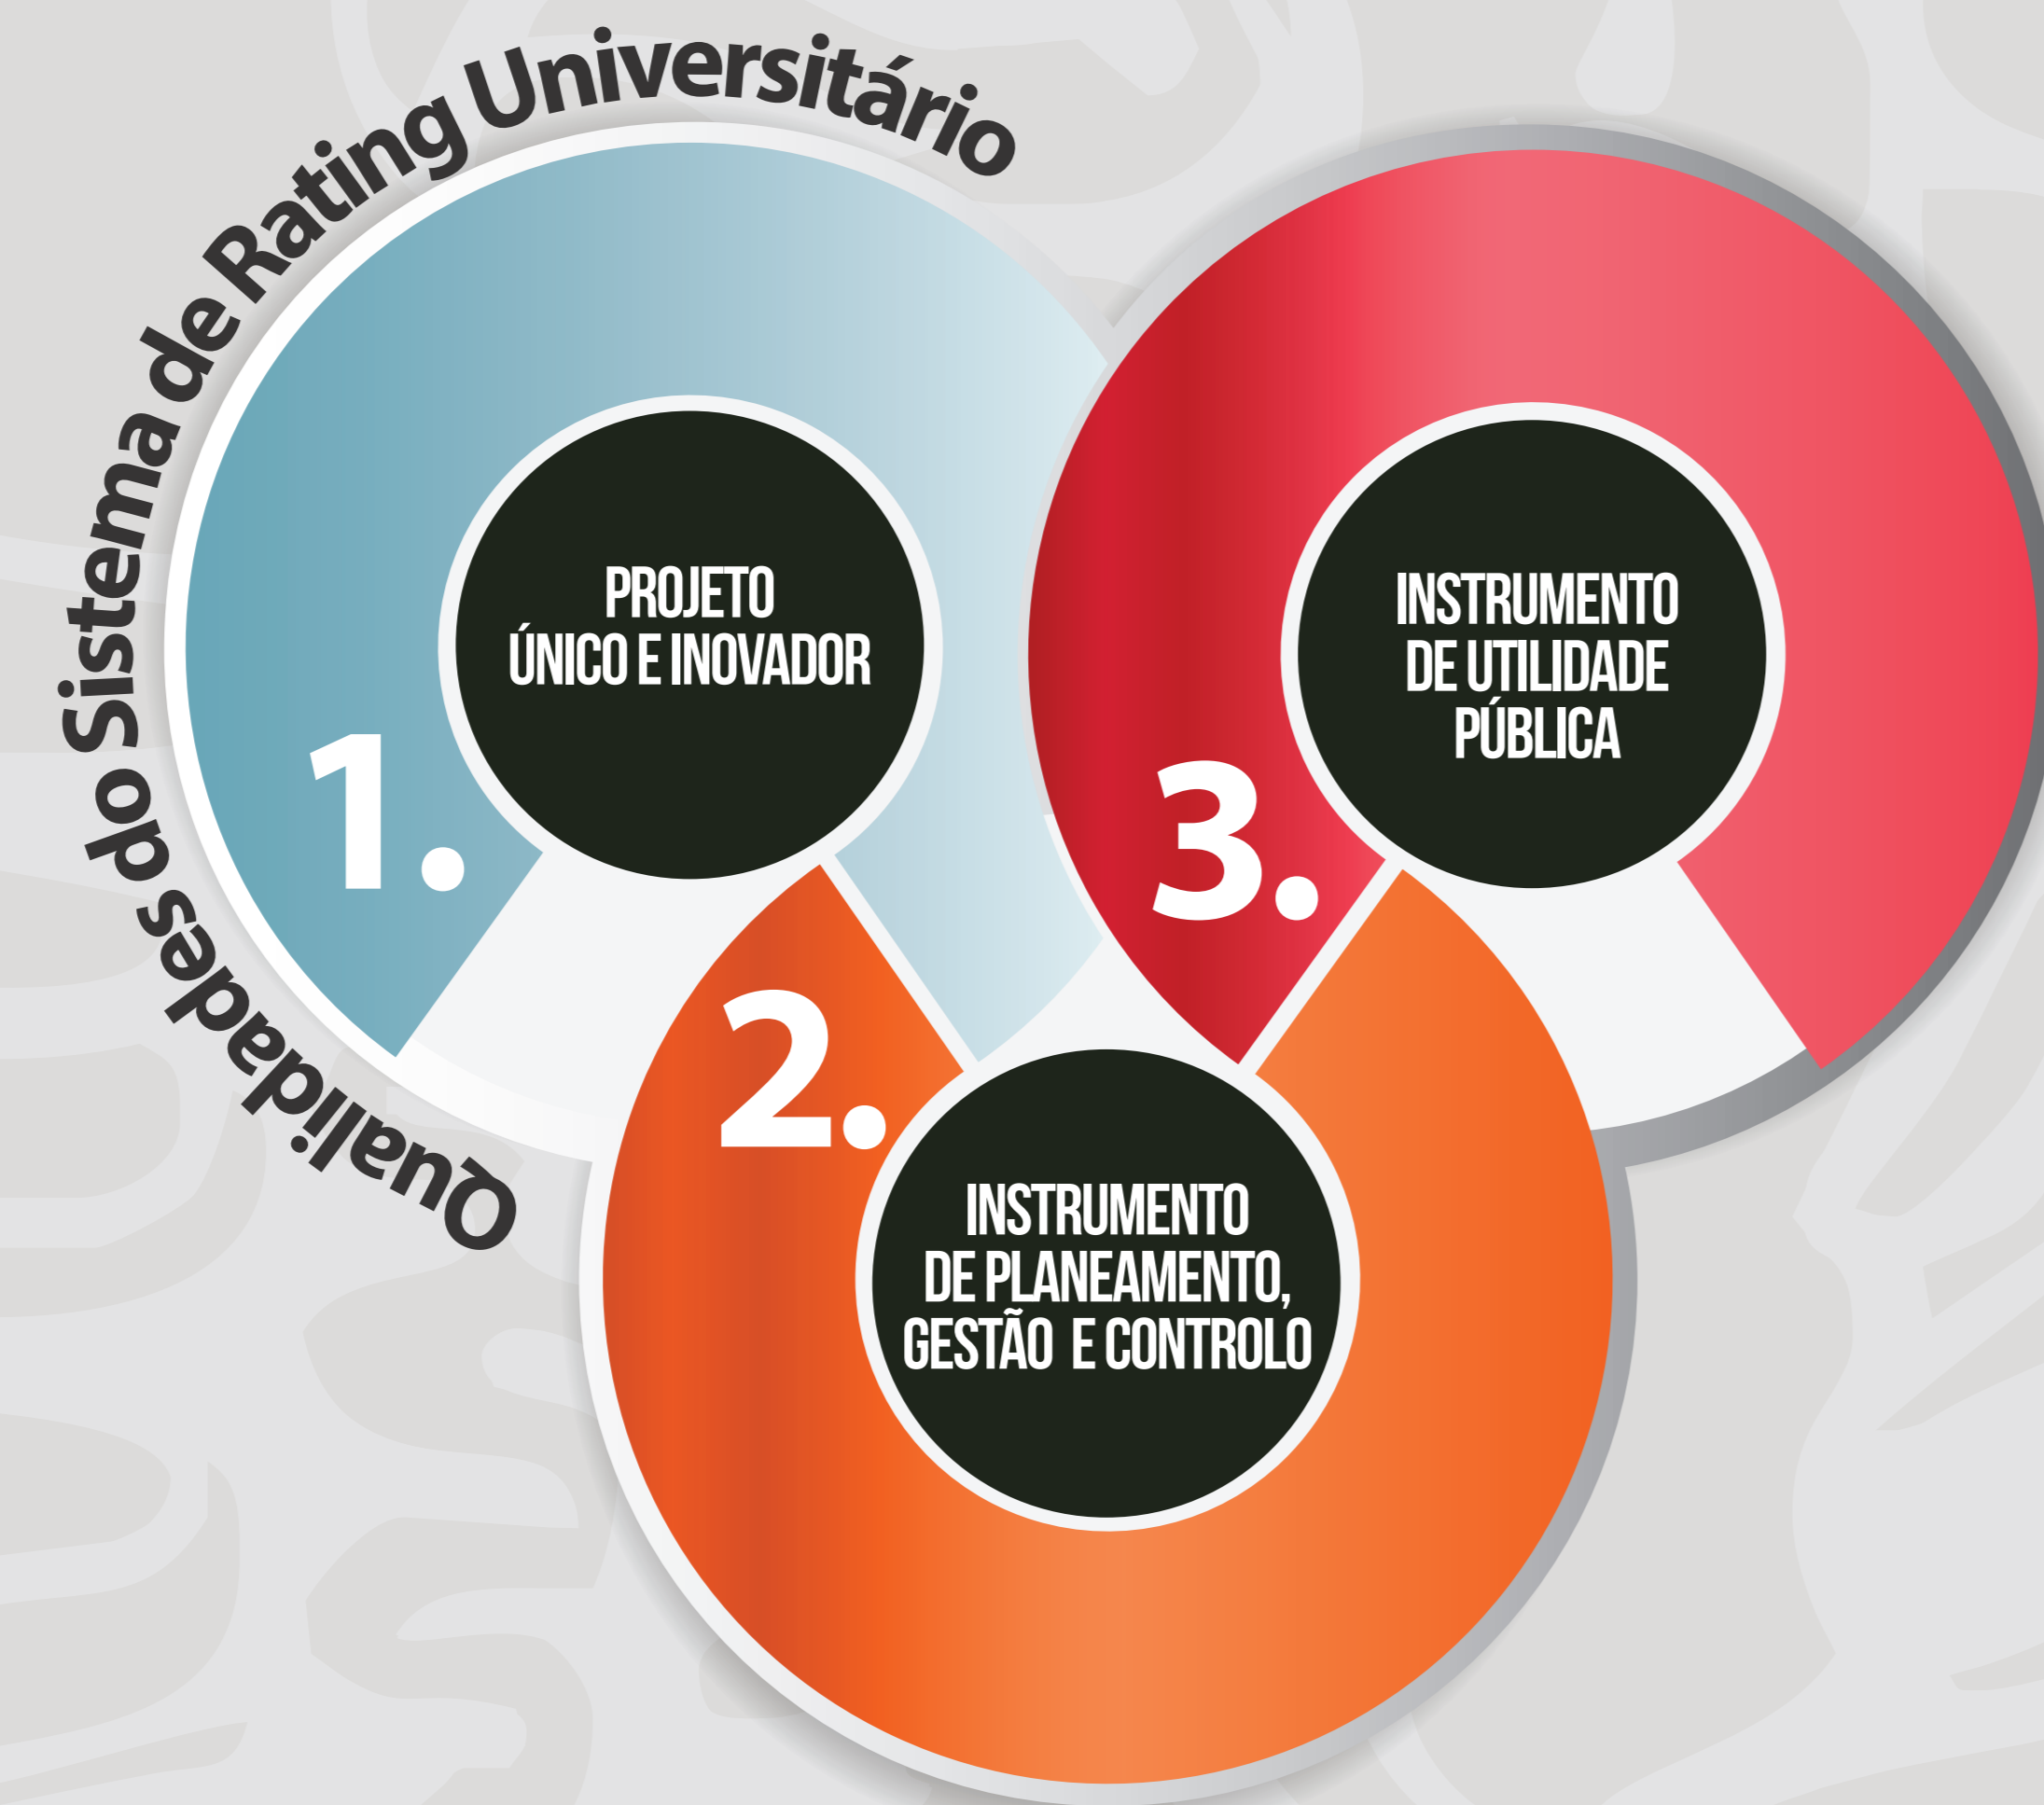 Qualidades do Sistema de Rating Universitário
1.
PROJETO
ÚNICO E INOVADOR
2.
INSTRUMENTO
DE PLANEAMENTO,
GESTÃO E CONTROLO
3.
INSTRUMENTO
DE UTILIDADE
PÚBLICA